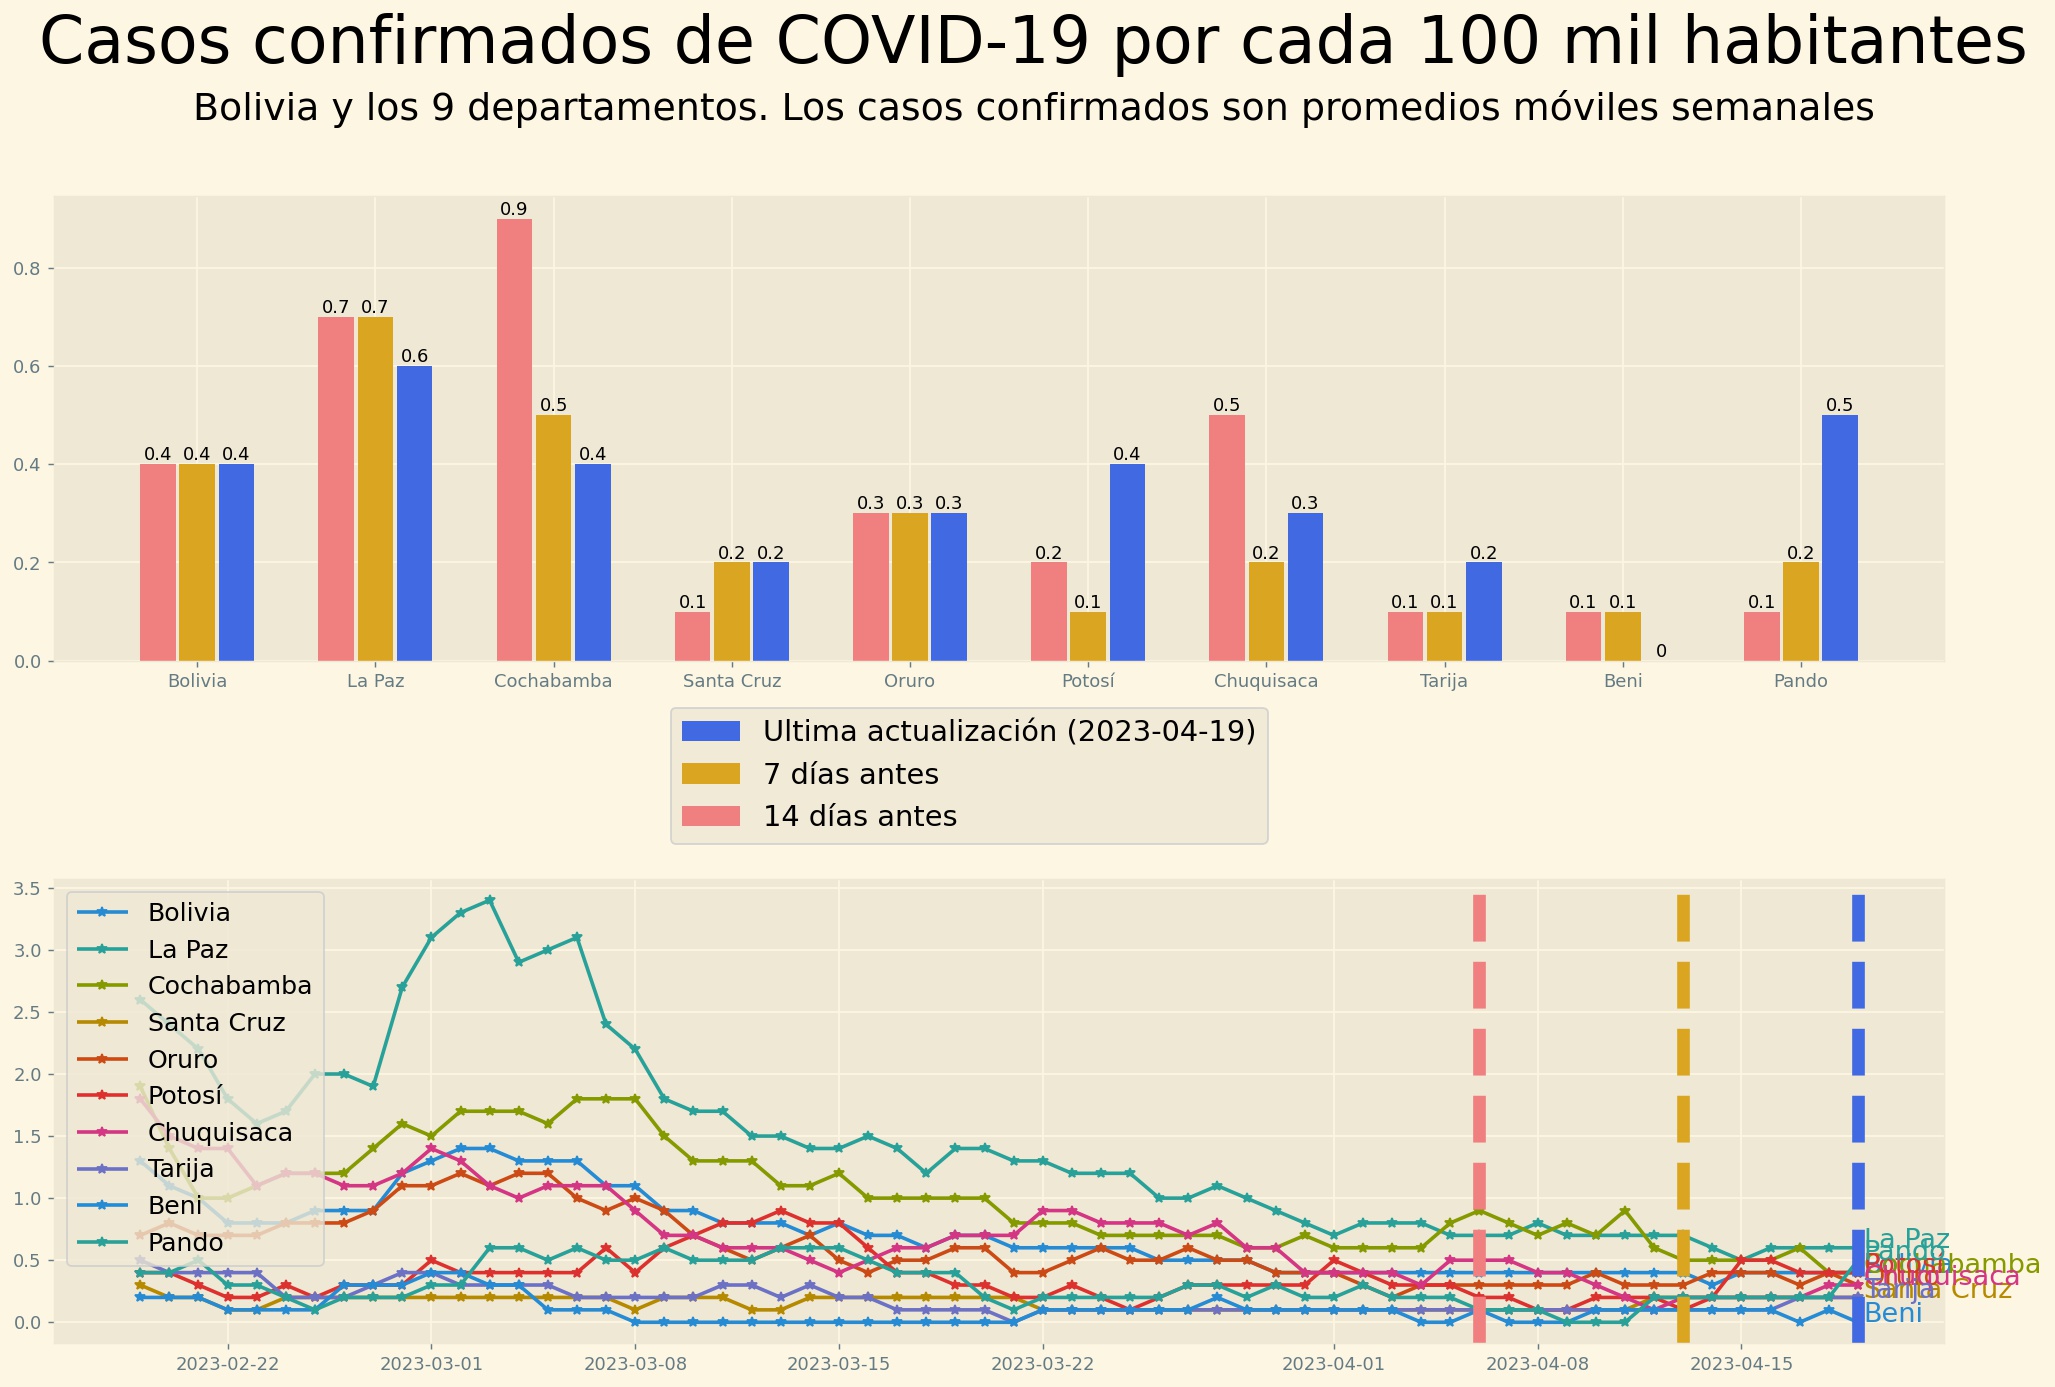 Casos confirmados de COVID-19 por cada 100 mil habitantes
Bolivia y los 9 departamentos. Los casos confirmados son promedios móviles semanales
0.9
0.7 0.7
0.6
0.5
0.5
0.5
0.4 0.4 0.4
0.4
0.4
0.3 0.3 0.3
0.3
0.2 0.2
0.2
0.2
0.2
0.2
0.1
0.1
0.1 0.1
0.1 0.1
0.1
0
0.8
0.6
0.4
0.2
0.0
Bolivia La Paz Cochabamba Santa Cruz Oruro Potosí Chuquisaca Tarija Beni Pando
Ultima actualización (2023-04-19)
7 días antes
14 días antes
3.5
3.0
2.5
2.0
1.5
1.0
0.5
0.0
Bolivia
La Paz
Cochabamba
Santa Cruz
Oruro
Potosí
Chuquisaca
Tarija
Beni
Pando
La Paz
Pando
Cochabamba
Chuquisaca
Tarija
Santa Cruz
Beni
2023-02-22 2023-03-01 2023-03-08 2023-03-15 2023-03-22 2023-04-01 2023-04-08 2023-04-15